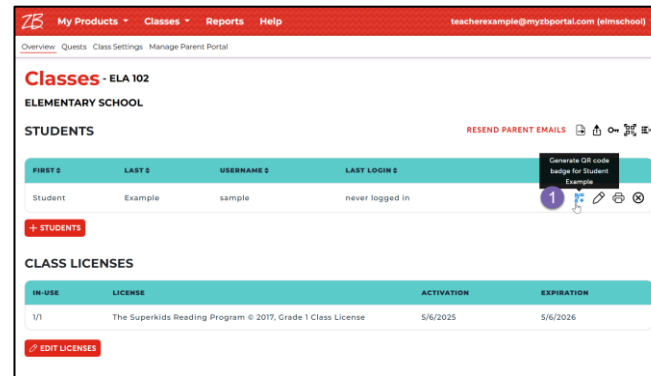 ZB My Products Classes Reports Help teacherexample@myzbportal.com (elmschool)
Overview Quests Class Settings Manage Parent Portal
Classes - ELA 102
ELEMENTARY SCHOOL
STUDENTS
RESEND PARENT EMAILS
Generate QR code
badge for Student
Example
FIRST LAST USERNAME LAST LOGIN
Student Example sample never logged in
1
+ STUDENTS
CLASS LICENSES
IN-USE LICENSE ACTIVATION EXPIRATION
1/1 The Superkids Reading Program © 2017, Grade 1 Class License 5/6/2025 5/6/2026
EDIT LICENSES